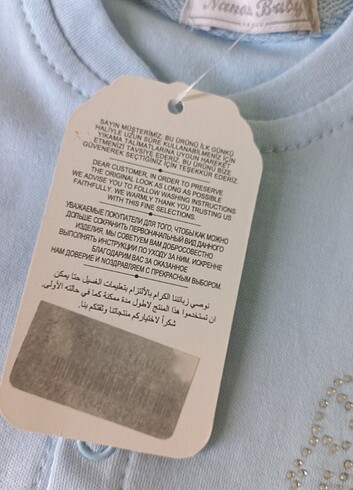 Nanos Baby
SAYIN MÜŞTERİMİZ: BU ÜRÜNÜ İLK GÜNKÜ
HALİYLE UZUN SÜRE KULLANMANIZ İÇİN
YIKAMA TALİMATLARINA UYGUN HAREKET
ETMENİZİ TAVSİYE EDERİZ. BU ÜRÜNÜ
GÜVENEREK SEÇTİĞİNİZ İÇİN TEŞEKKÜR EDERİZ.
DEAR CUSTOMER, IN ORDER TO PRESERVE
THE ORIGINAL LOOK AS LONG AS POSSIBLE
WE ADVISE YOU TO FOLLOW WASHING INSTRUCTIONS
FAITHFULLY. WE WARMLY THANK YOU TRUSTING US
WITH THIS FINE SELECTIONS.
УВАЖАЕМЫЕ ПОКУПАТЕЛИ ДЛЯ ТОГО, ЧТОБЫ КАК МОЖНО
ДОЛЬШЕ СОХРАНИТЬ ПЕРВОНАЧАЛЬНЫЙ ВИД ДАННОГО
ИЗДЕЛИЯ, МЫ СОВЕТУЕМ ВАМ ДОБРОСОВЕСТНО
ВЫПОЛНЯТЬ ИНСТРУКЦИИ ПО УХОДУ ЗА НИМ. ИСКРЕННЕ
БЛАГОДАРИМ ВАС ЗА ОКАЗАННОЕ
НАМ ДОВЕРИЕ И ПОЗДРАВЛЯЕМ С ПРЕКРАСНЫМ ВЫБОРОМ.
نوصي زبائننا الكرام بالألتزام بتعليمات الغسيل حتا يمكن
ان تستخدموا هذا المنتج لاطول مدة ممكنة كما في حالته الأولى.
شكراً لاختياركم منتجاتنا وثقتكم بنا.